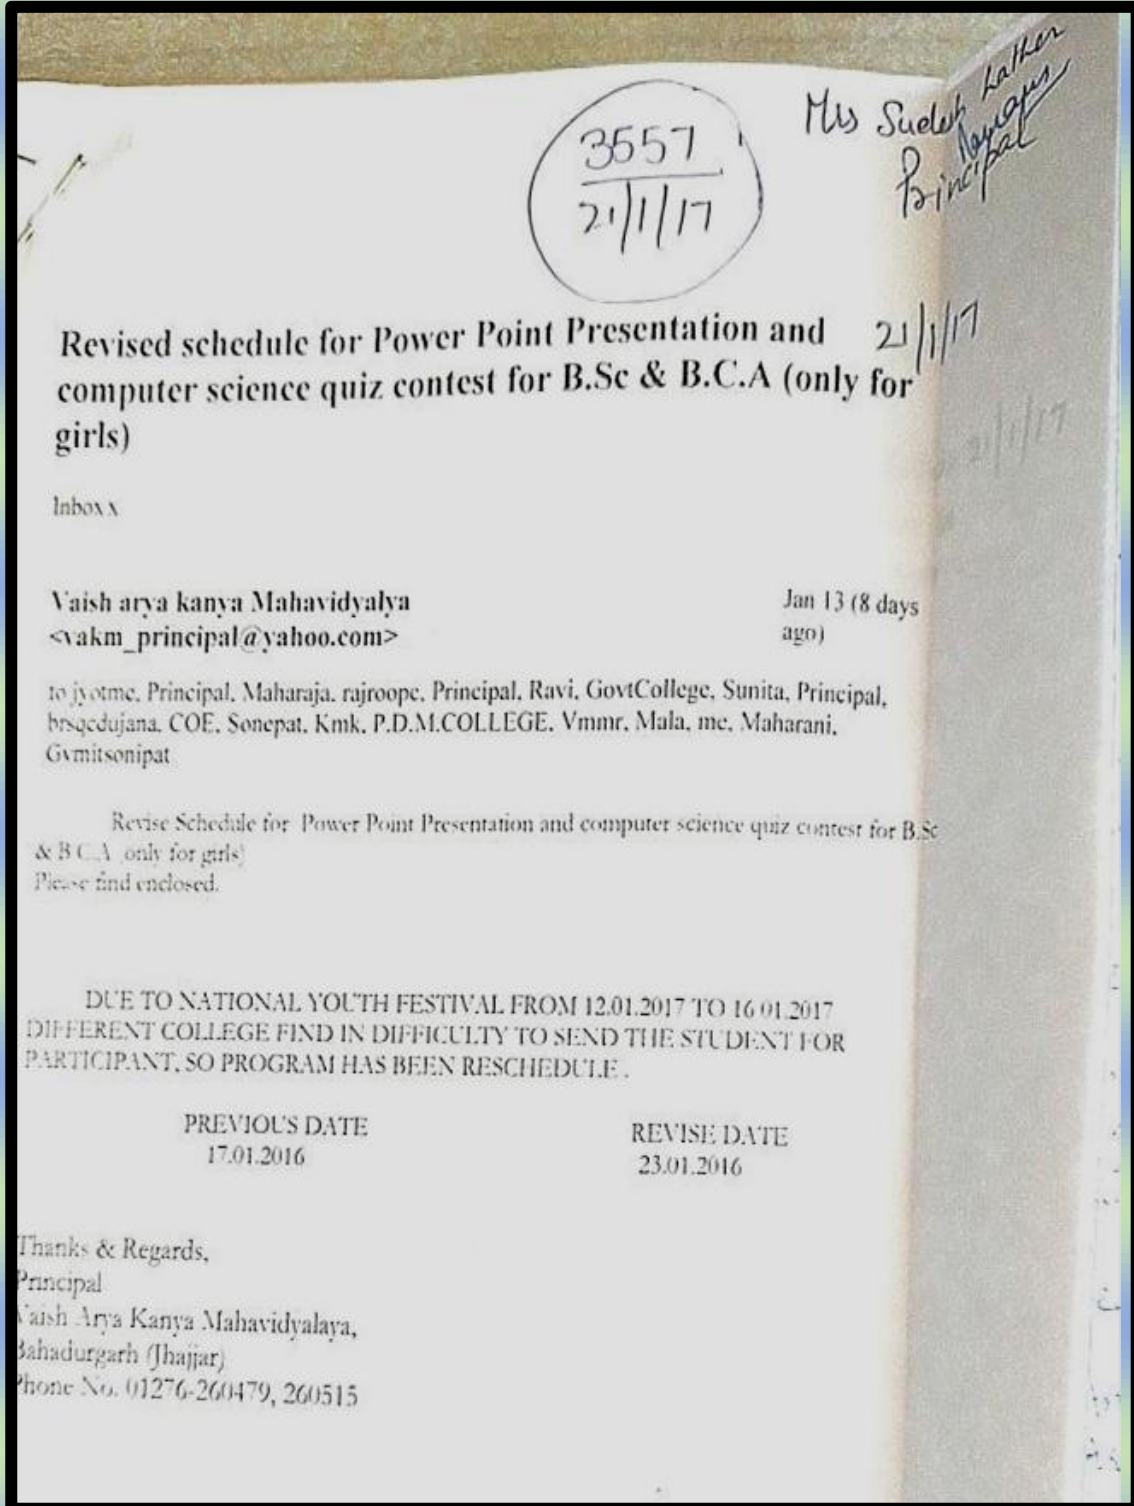 3557
21/1/17
Mrs Sudesh Lather
Principal
21/1/17
Revised schedule for Power Point Presentation and
computer science quiz contest for B.Sc & B.C.A (only for
girls)
21/1/17
Inbox x
Vaish arya kanya Mahavidyalya
<vakm_principal@yahoo.com>
Jan 13 (8 days
ago)
to jyotme, Principal, Maharaja, rajroope, Principal, Ravi, GovtCollege, Sunita, Principal,
brsgcdujana, COE, Sonepat, Kmk, P.D.M.COLLEGE, Vmmr, Mala, me, Maharani,
Gvmitsonipat
Revise Schedule for Power Point Presentation and computer science quiz contest for B.Sc
& B C.A (only for girls)
Please find enclosed.
DUE TO NATIONAL YOUTH FESTIVAL FROM 12.01.2017 TO 16 01.2017
DIFFERENT COLLEGE FIND IN DIFFICULTY TO SEND THE STUDENT FOR
PARTICIPANT, SO PROGRAM HAS BEEN RESCHEDULE .
PREVIOUS DATE
17.01.2016
REVISE DATE
23.01.2016
Thanks & Regards,
Principal
Vaish Arya Kanya Mahavidyalaya,
Bahadurgarh (Jhajjar)
Phone No. 01276-260479, 260515